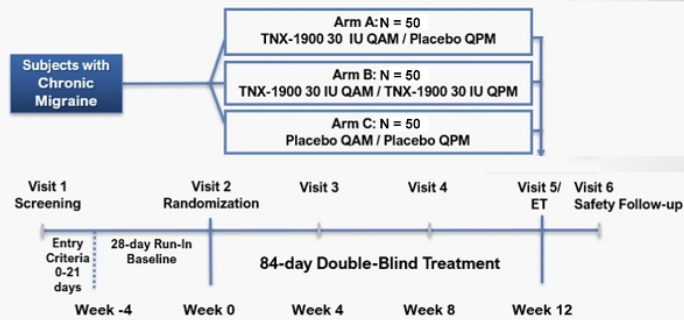 Arm A: N = 50
TNX-1900 30 IU QAM / Placebo QPM
Subjects with
Chronic
Migraine
Arm B: N = 50
TNX-1900 30 IU QAM / TNX-1900 30 IU QPM
Arm C: N = 50
Placebo QAM / Placebo QPM
Visit 1
Screening
Visit 2
Randomization
Visit 3
Visit 4
Visit 5/
ET
Visit 6
Safety Follow-up
Entry
Criteria
0-21
days
28-day Run-In
Baseline
84-day Double-Blind Treatment
Week -4
Week 0
Week 4
Week 8
Week 12